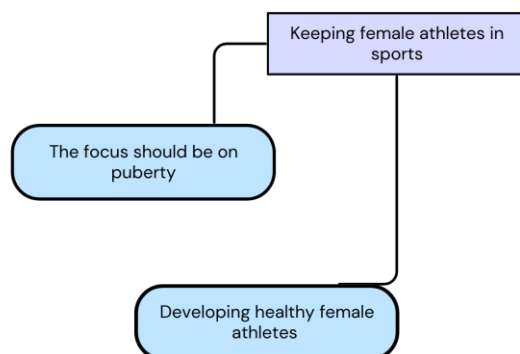 Keeping female athletes in
sports
The focus should be on
puberty
Developing healthy female
athletes